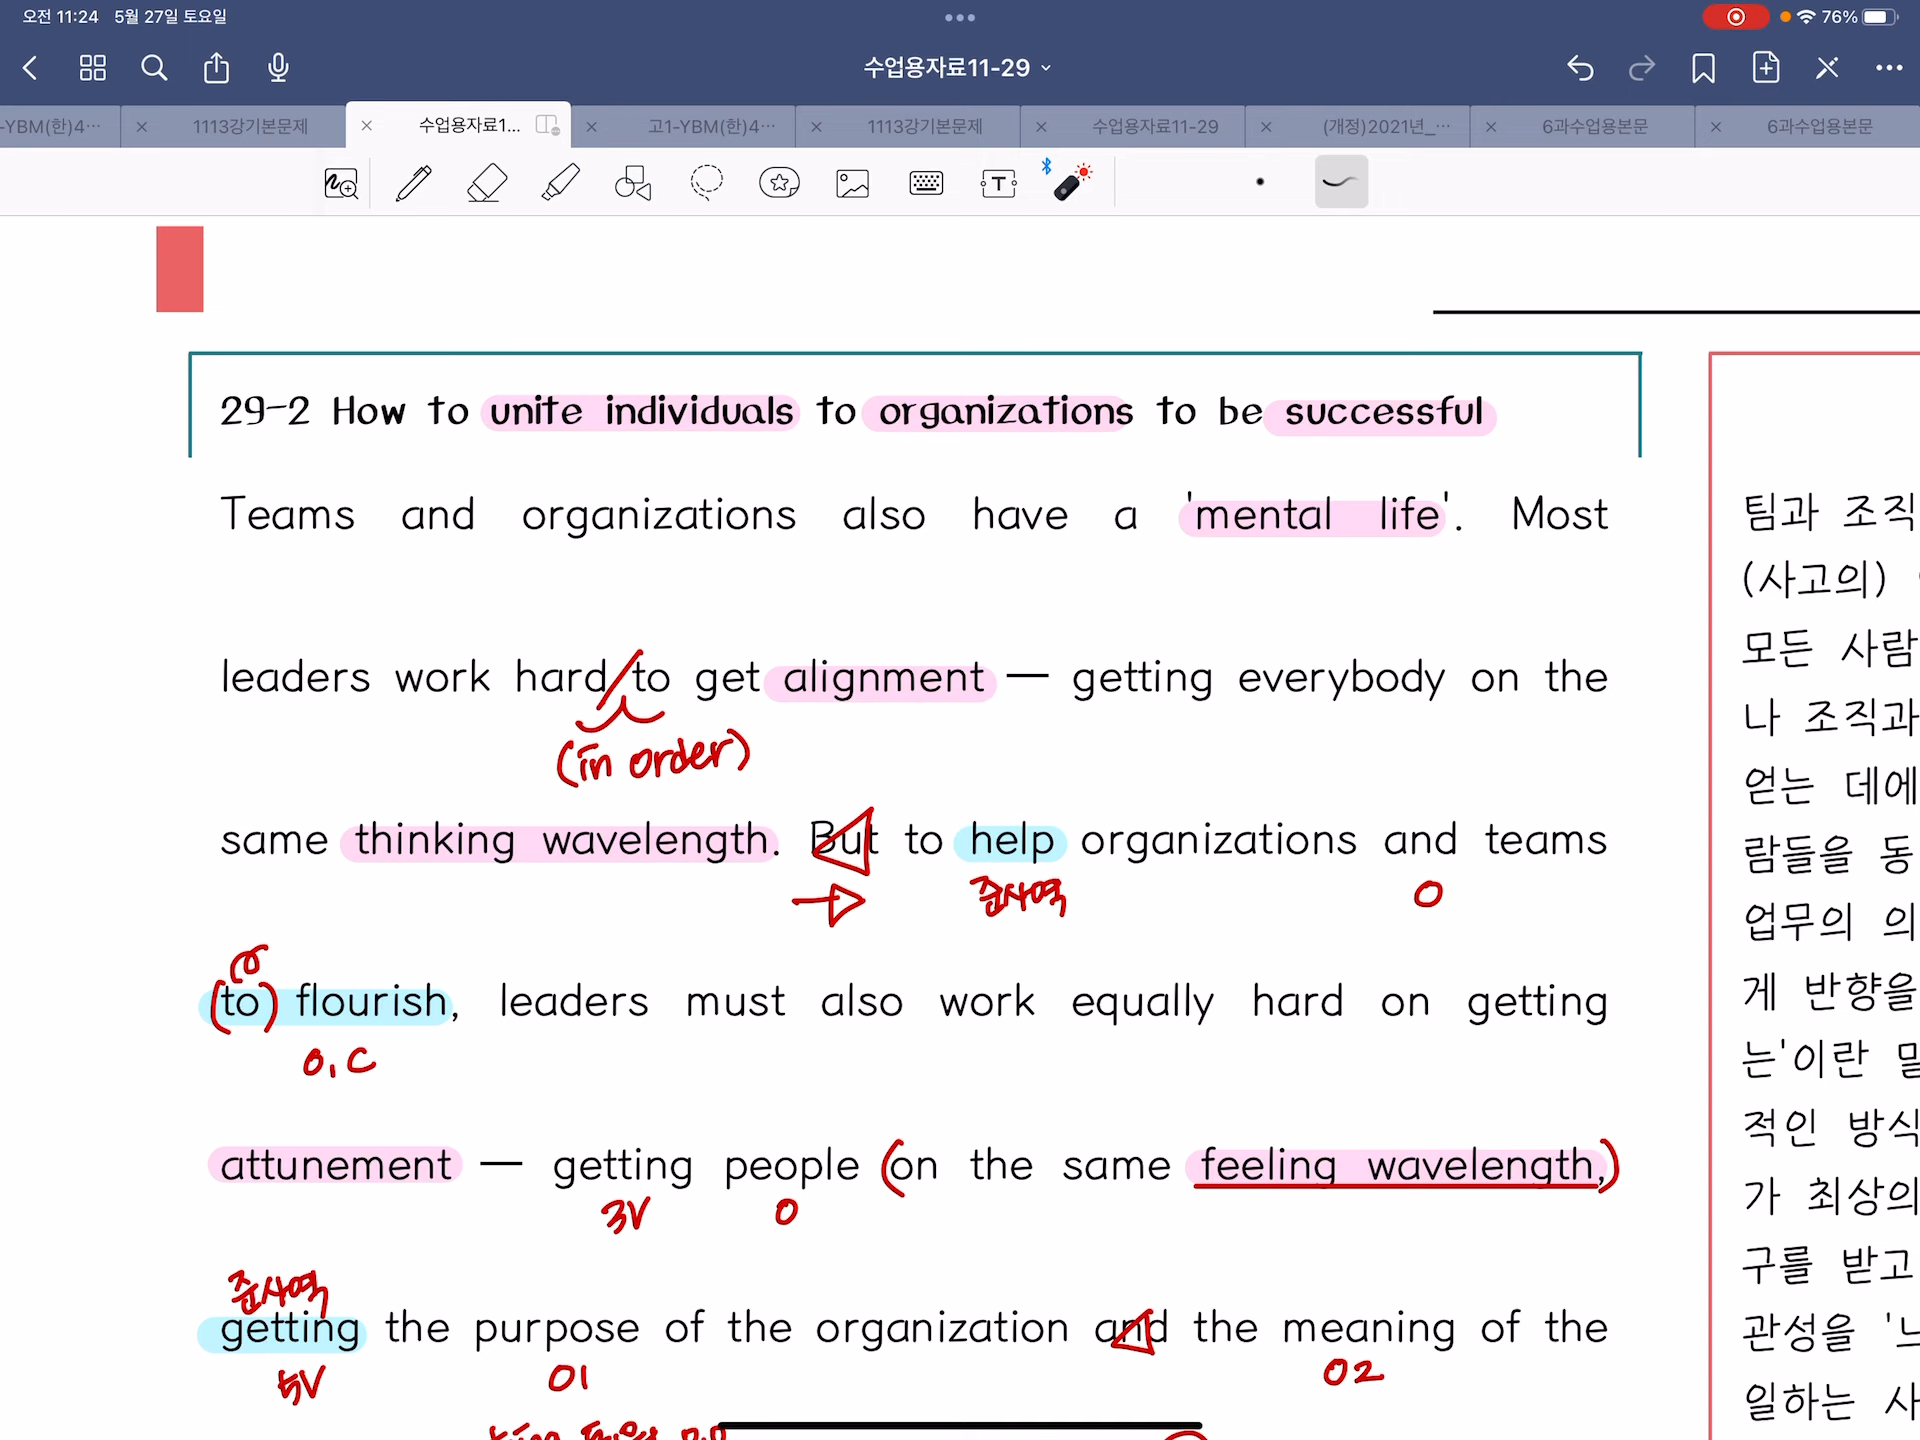 오전 11:24 5월 27일 토요일
76%
수업용자료11-29
-YBM(한)4…
1113강기본문제
수업용자료1…
고1-YBM(한)4…
1113강기본문제
수업용자료11-29
(개정)2021년_…
6과수업용본문
6과수업용본문
29-2 How to unite individuals to organizations to be successful
Teams and organizations also have a 'mental life'. Most
leaders work hard to get alignment — getting everybody on the
(in order)
same thinking wavelength. But to help organizations and teams
준사역 O
(to) flourish, leaders must also work equally hard on getting
O.C
attunement — getting people (on the same feeling wavelength,)
3V O
준사역
getting the purpose of the organization and the meaning of the
5V O1 O2
팀과 조직
(사고의)
모든 사람
나 조직과
얻는 데에
람들을 동
업무의 의
게 반향을
는'이란 말
적인 방식
가 최상의
구를 받고
관성을 '느
일하는 사